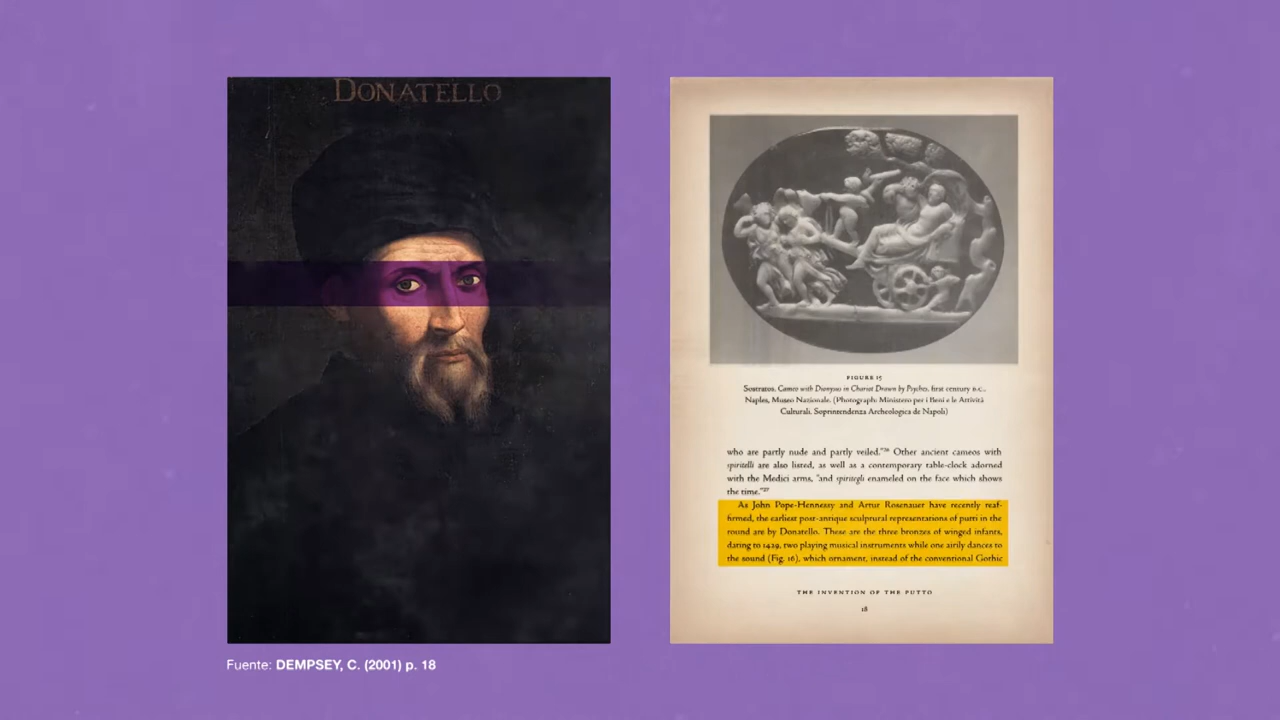 DONATELLO
FIGURE 15
Sostratos, Cameo with Dionysos in Chariot Drawn by Psyches, first century B.C.,
Naples, Museo Nazionale. (Photograph: Ministero per i Beni e le Attività
Culturali, Soprintendenza Archeologica de Napoli)
who are partly nude and partly veiled."²⁶ Other ancient cameos with
spiritelli are also listed, as well as a contemporary table-clock adorned
with the Medici arms, "and spiritegli enameled on the face which shows
the time."²⁷
As John Pope-Hennessy and Artur Rosenauer have recently reaf-
firmed, the earliest post-antique sculptural representations of putti in the
round are by Donatello. These are the three bronzes of winged infants,
dating to 1429, two playing musical instruments while one airily dances to
the sound (Fig. 16), which ornament, instead of the conventional Gothic
THE INVENTION OF THE PUTTO
18
Fuente: DEMPSEY, C. (2001) p. 18